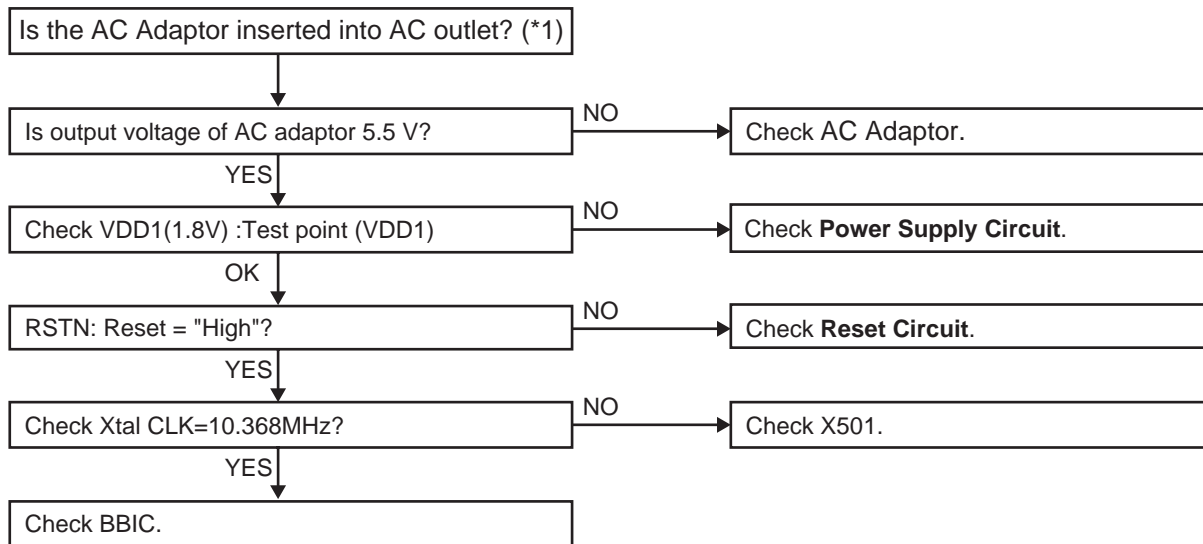 Is the AC Adaptor inserted into AC outlet? (*1)
Is output voltage of AC adaptor 5.5 V?
NO
Check AC Adaptor.
YES
Check VDD1(1.8V) :Test point (VDD1)
NO
Check Power Supply Circuit.
OK
RSTN: Reset = "High"?
NO
Check Reset Circuit.
YES
Check Xtal CLK=10.368MHz?
NO
Check X501.
YES
Check BBIC.